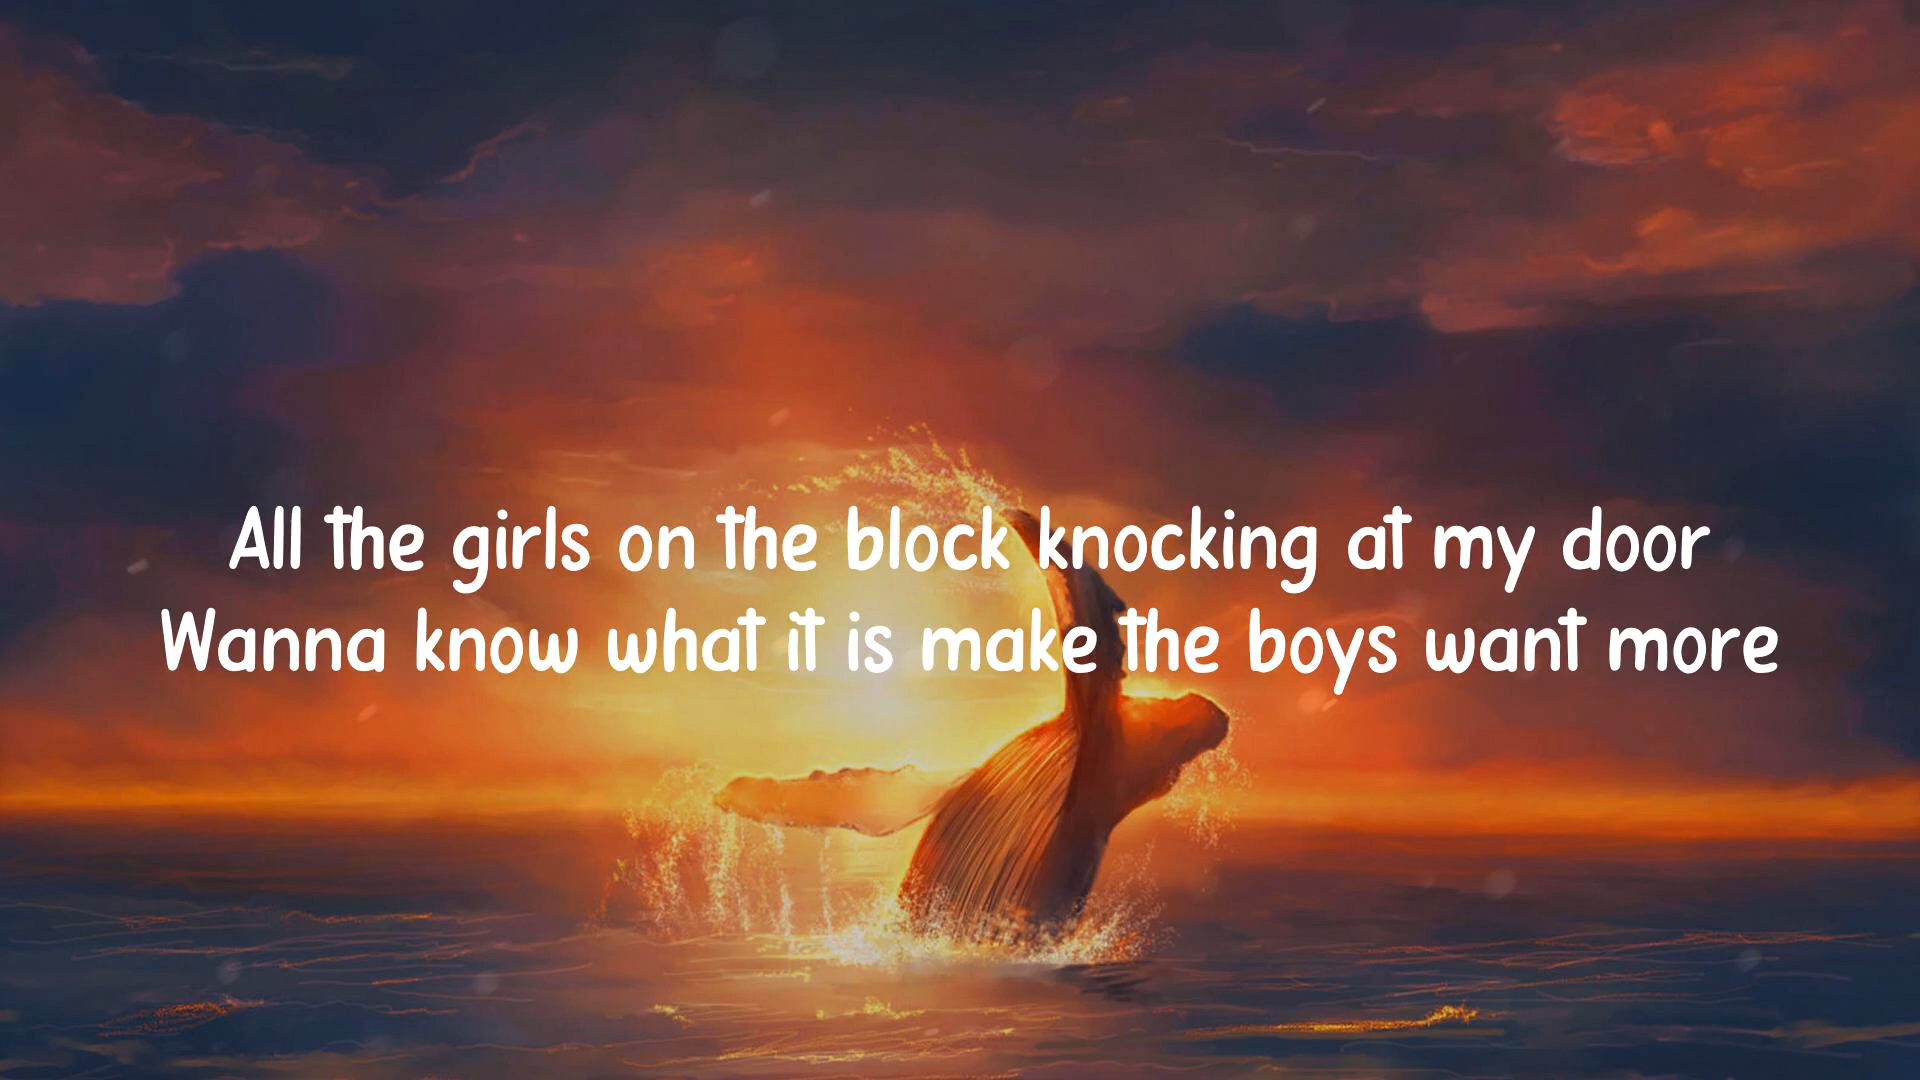 All the girls on the block knocking at my door
Wanna know what it is make the boys want more